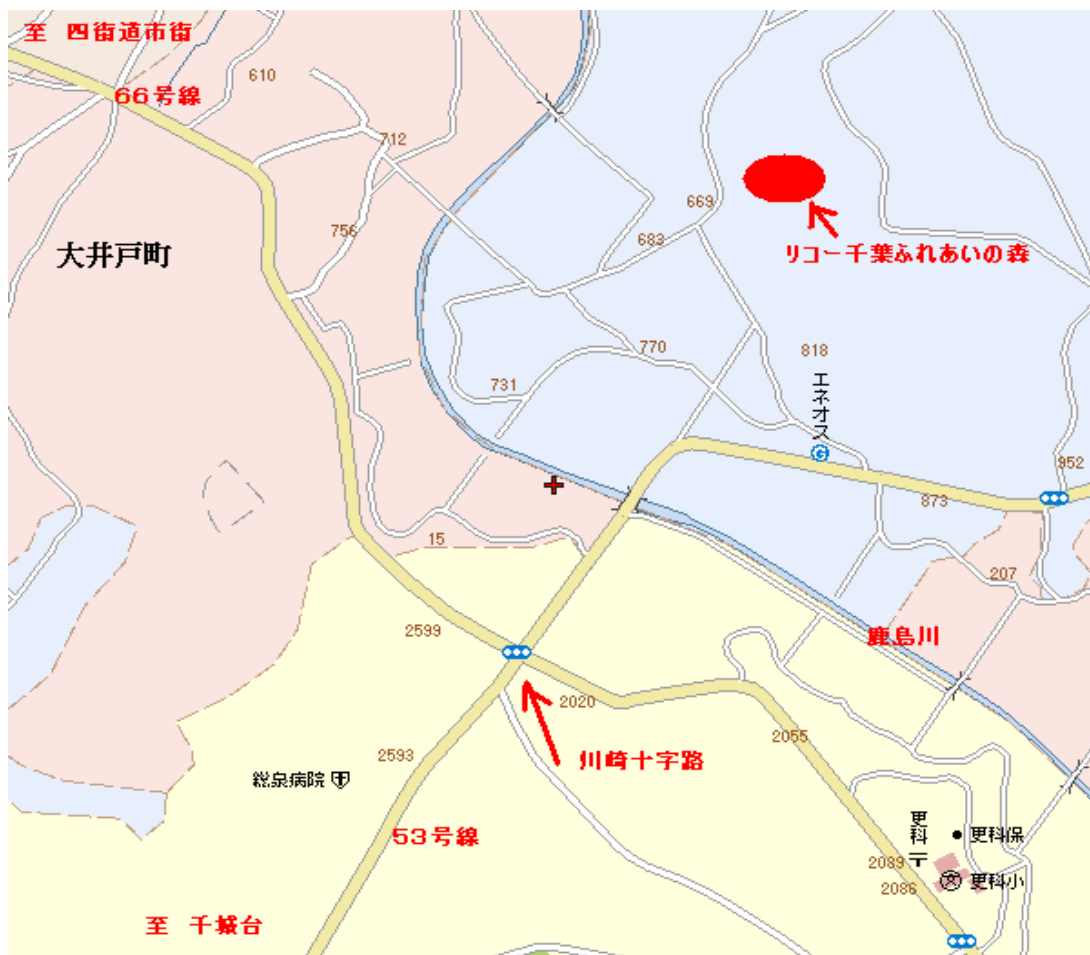 至 四街道市街
610
66号線
712
669
756
683
大井戸町
リコー千葉ふれあいの森
770
818
731
エネオス
G
952
873
15
207
2599
鹿島川
2020
2055
2593
川崎十字路
総泉病院
更科
更科保
53号線
2089
〒
2086
文
更科小
至 千城台